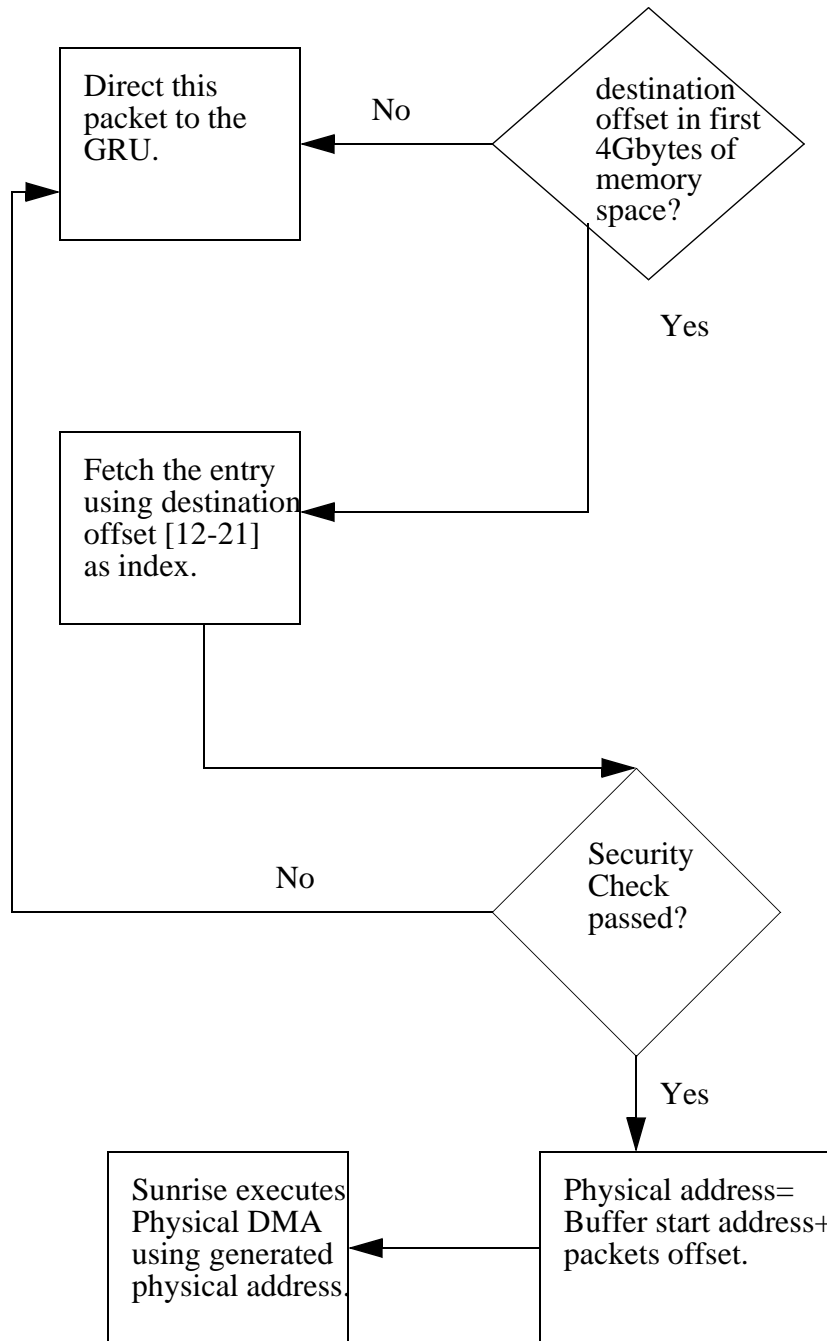 destination
offset in first
4Gbytes of
memory
space?
No
Direct this
packet to the
GRU.
Yes
Fetch the entry
using destination
offset [12-21]
as index.
Security
Check
passed?
No
Yes
Physical address=
Buffer start address+
packets offset.
Sunrise executes
Physical DMA
using generated
physical address.